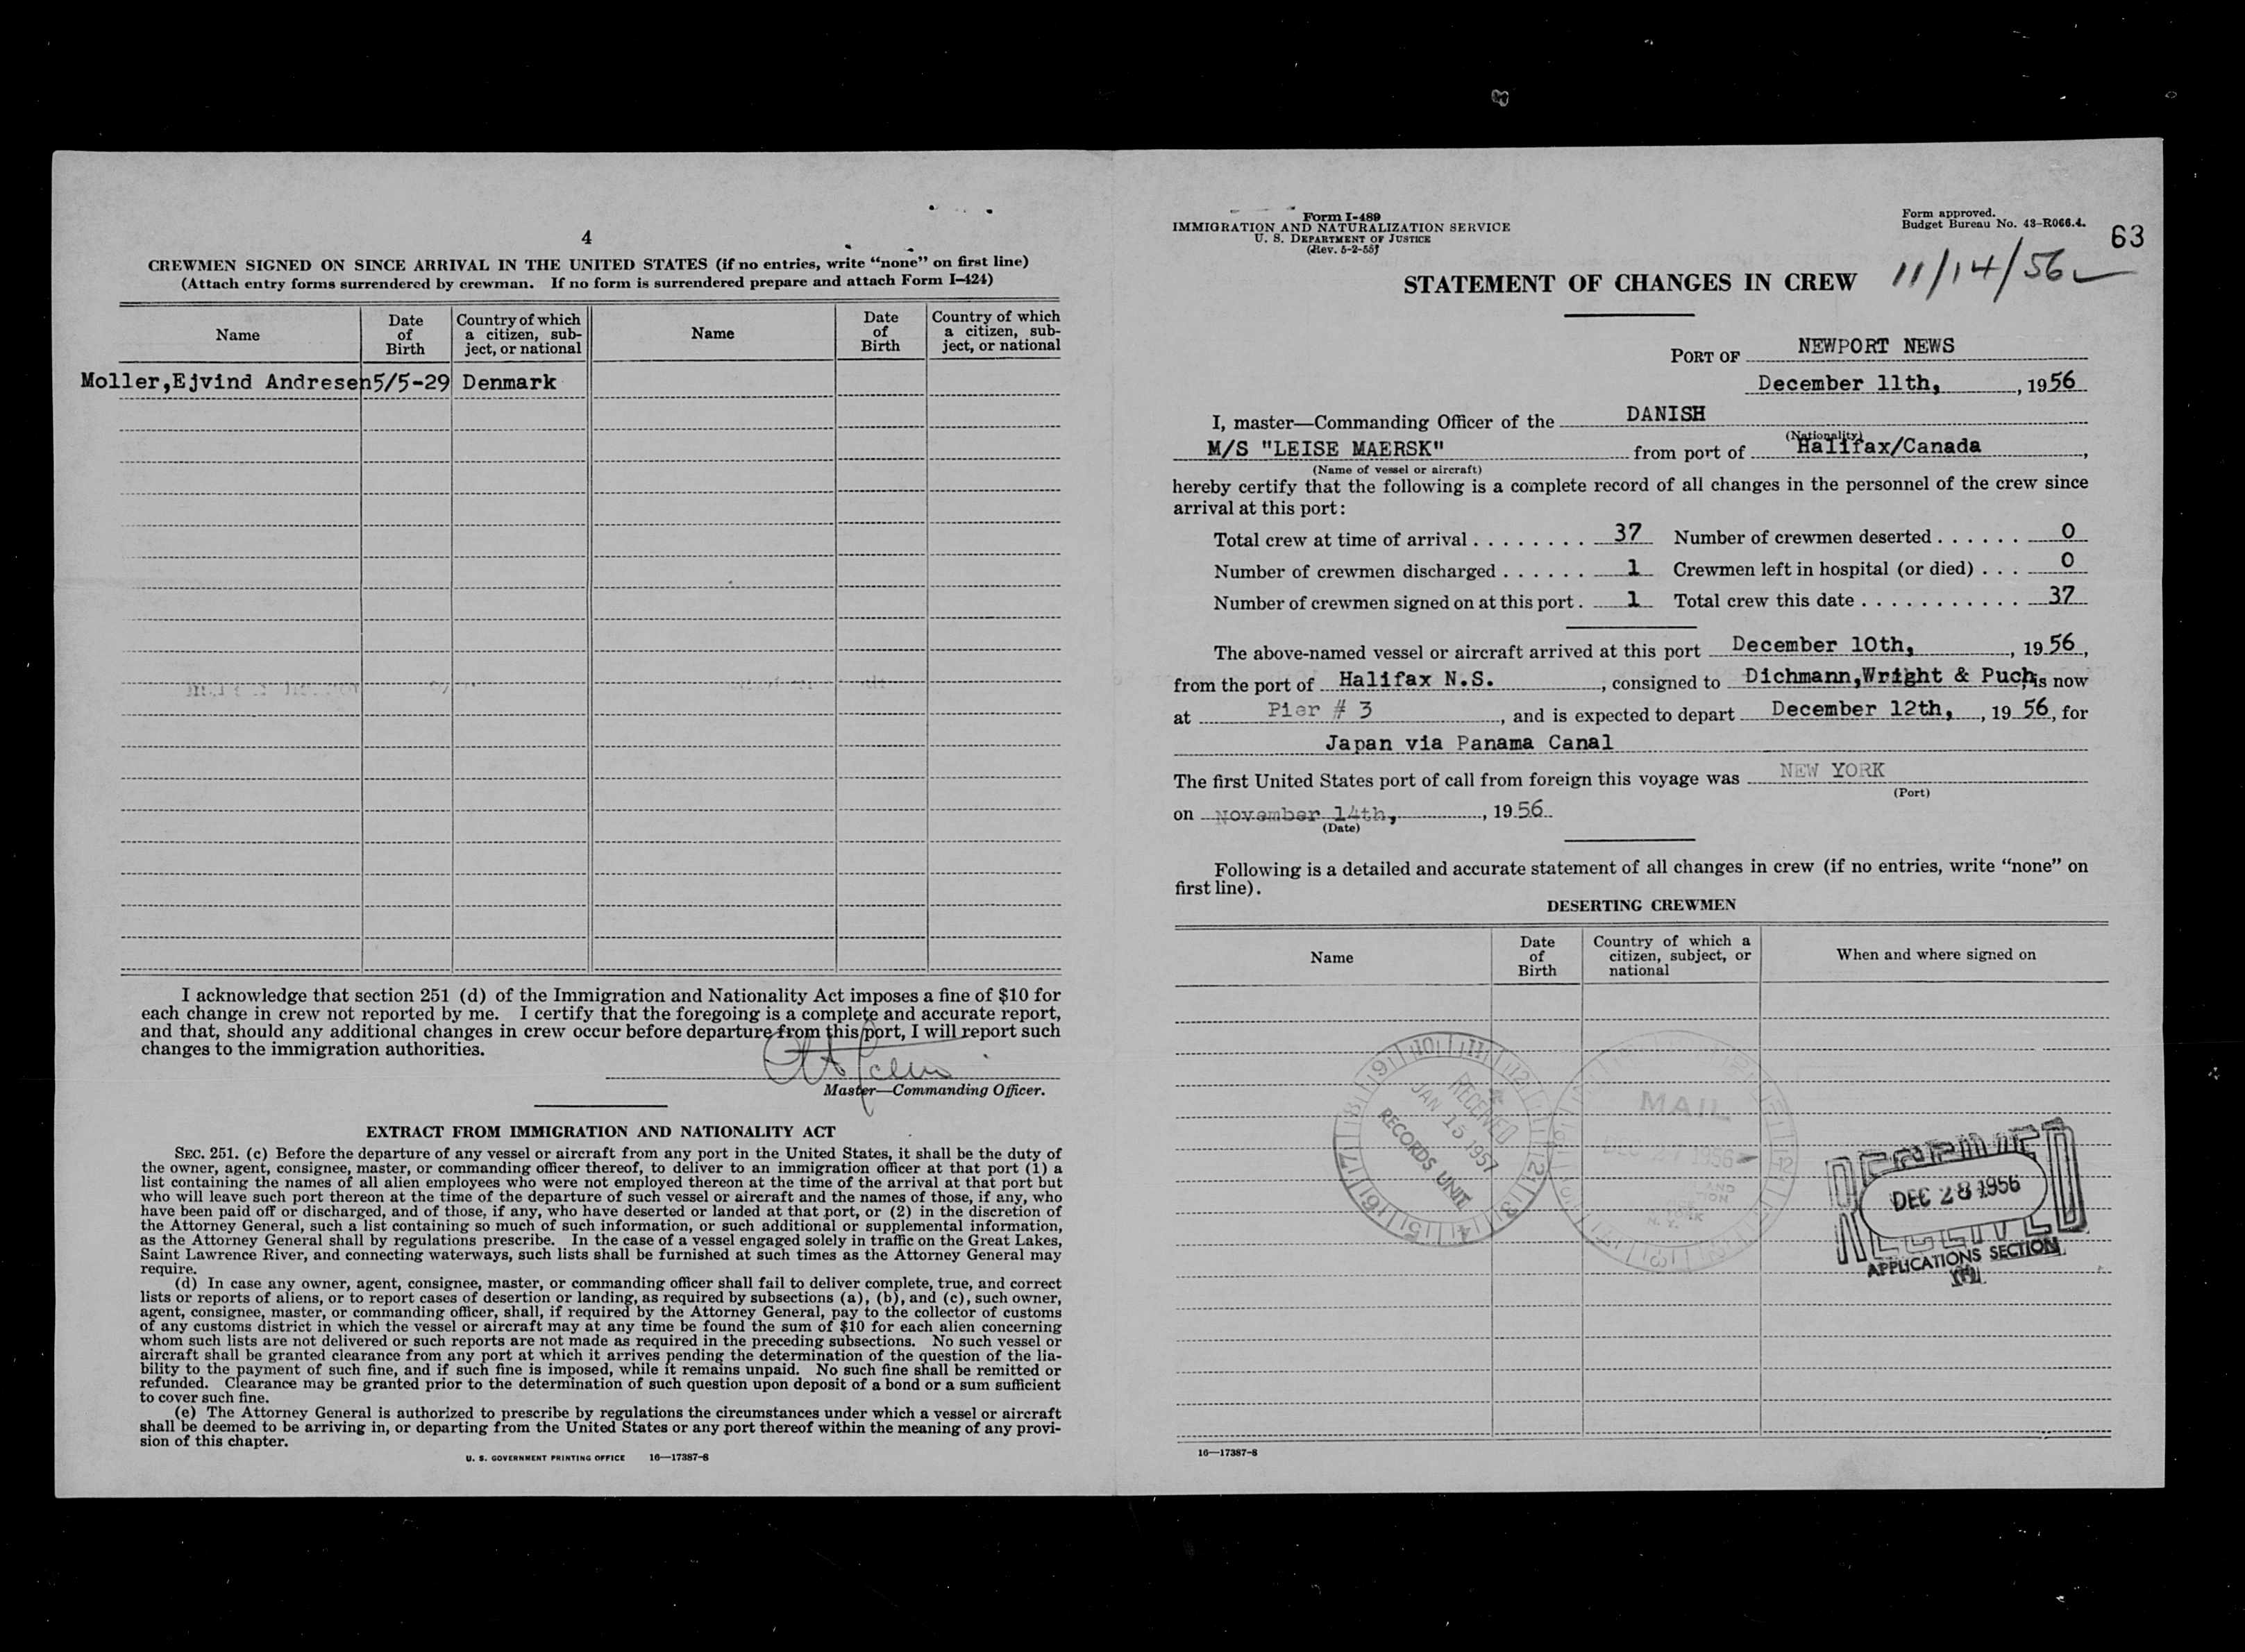 4
CREWMEN SIGNED ON SINCE ARRIVAL IN THE UNITED STATES (if no entries, write “none” on first line)
(Attach entry forms surrendered by crewman. If no form is surrendered prepare and attach Form I-424)
Name
Date of Birth
Country of which a citizen, sub-ject, or national
Name
Date of Birth
Country of which a citizen, sub-ject, or national
Moller,Ejvind Andresen 5/5-29 Denmark
I acknowledge that section 251 (d) of the Immigration and Nationality Act imposes a fine of $10 for
each change in crew not reported by me. I certify that the foregoing is a complete and accurate report,
and that, should any additional changes in crew occur before departure from this port, I will report such
changes to the immigration authorities.
Master—Commanding Officer.
EXTRACT FROM IMMIGRATION AND NATIONALITY ACT
SEC. 251. (c) Before the departure of any vessel or aircraft from any port in the United States, it shall be the duty of
the owner, agent, consignee, master, or commanding officer thereof, to deliver to an immigration officer at that port (1) a
list containing the names of all alien employees who were not employed thereon at the time of the arrival at that port but
who will leave such port thereon at the time of the departure of such vessel or aircraft and the names of those, if any, who
have been paid off or discharged, and of those, if any, who have deserted or landed at that port, or (2) in the discretion of
the Attorney General, such a list containing so much of such information, or such additional or supplemental information,
as the Attorney General shall by regulations prescribe. In the case of a vessel engaged solely in traffic on the Great Lakes,
Saint Lawrence River, and connecting waterways, such lists shall be furnished at such times as the Attorney General may
require.
(d) In case any owner, agent, consignee, master, or commanding officer shall fail to deliver complete, true, and correct
lists or reports of aliens, or to report cases of desertion or landing, as required by subsections (a), (b), and (c), such owner,
agent, consignee, master, or commanding officer, shall, if required by the Attorney General, pay to the collector of customs
of any customs district in which the vessel or aircraft may at any time be found the sum of $10 for each alien concerning
whom such lists are not delivered or such reports are not made as required in the preceding subsections. No such vessel or
aircraft shall be granted clearance from any port at which it arrives pending the determination of the question of the lia-
bility to the payment of such fine, and if such fine is imposed, while it remains unpaid. No such fine shall be remitted or
refunded. Clearance may be granted prior to the determination of such question upon deposit of a bond or a sum sufficient
to cover such fine.
(e) The Attorney General is authorized to prescribe by regulations the circumstances under which a vessel or aircraft
shall be deemed to be arriving in, or departing from the United States or any port thereof within the meaning of any provi-
sion of this chapter.
U. S. GOVERNMENT PRINTING OFFICE 16—17387-8
Form I-489
IMMIGRATION AND NATURALIZATION SERVICE
U. S. DEPARTMENT OF JUSTICE
(Rev. 5-2-55)
Form approved.
Budget Bureau No. 43-R066.4.
63
11/14/56
STATEMENT OF CHANGES IN CREW
PORT OF NEWPORT NEWS
December 11th, , 1956
I, master—Commanding Officer of the DANISH
(Nationality)
M/S "LEISE MAERSK" from port of Halifax/Canada ,
(Name of vessel or aircraft)
hereby certify that the following is a complete record of all changes in the personnel of the crew since
arrival at this port:
Total crew at time of arrival . . . . . . . . 37 Number of crewmen deserted . . . . . . 0
Number of crewmen discharged . . . . . . 1 Crewmen left in hospital (or died) . . . 0
Number of crewmen signed on at this port . 1 Total crew this date . . . . . . . . . . . 37
The above-named vessel or aircraft arrived at this port December 10th, , 1956,
from the port of Halifax N.S. , consigned to Dichmann,Wright & Puch, is now
at Pier # 3 , and is expected to depart December 12th, , 19 56, for
Japan via Panama Canal
The first United States port of call from foreign this voyage was NEW YORK
(Port)
on November 14th, , 19 56
(Date)
Following is a detailed and accurate statement of all changes in crew (if no entries, write “none” on
first line).
DESERTING CREWMEN
Name
Date of Birth
Country of which a citizen, subject, or national
When and where signed on
RECEIVED
JAN 15 1957
RECORDS UNIT
MAIL
DEC 27 1956
RECEIVED
DEC 28 1956
APPLICATIONS SECTION
16—17387-8